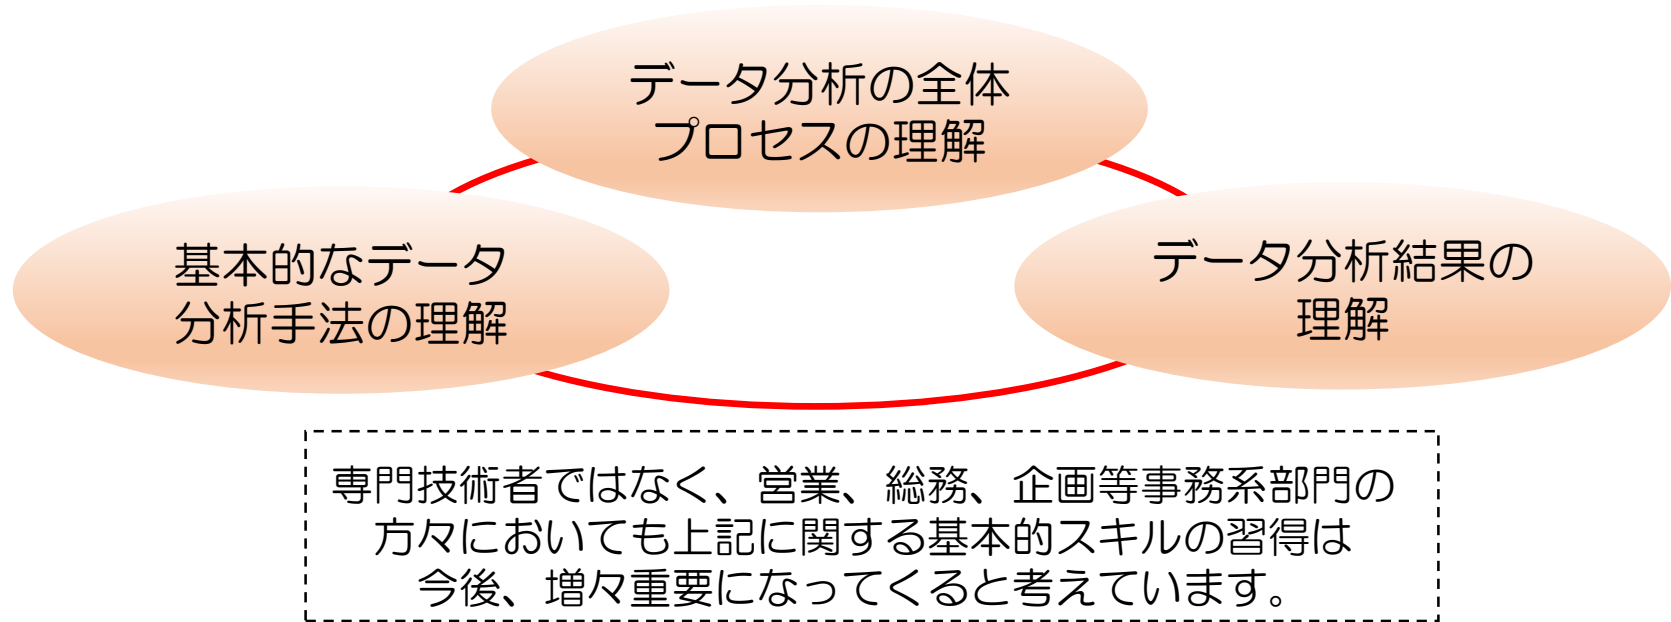 データ分析の全体
プロセスの理解
基本的なデータ
分析手法の理解
データ分析結果の
理解
専門技術者ではなく、営業、総務、企画等事務系部門の
方々においても上記に関する基本的スキルの習得は
今後、増々重要になってくると考えています。